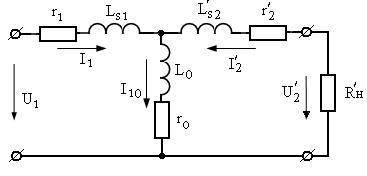 r₁ Lₛ₁ L′ₛ₂ r′₂
I₁ I′₂
L₀
U₁ I₁₀ U′₂ R′н
r₀